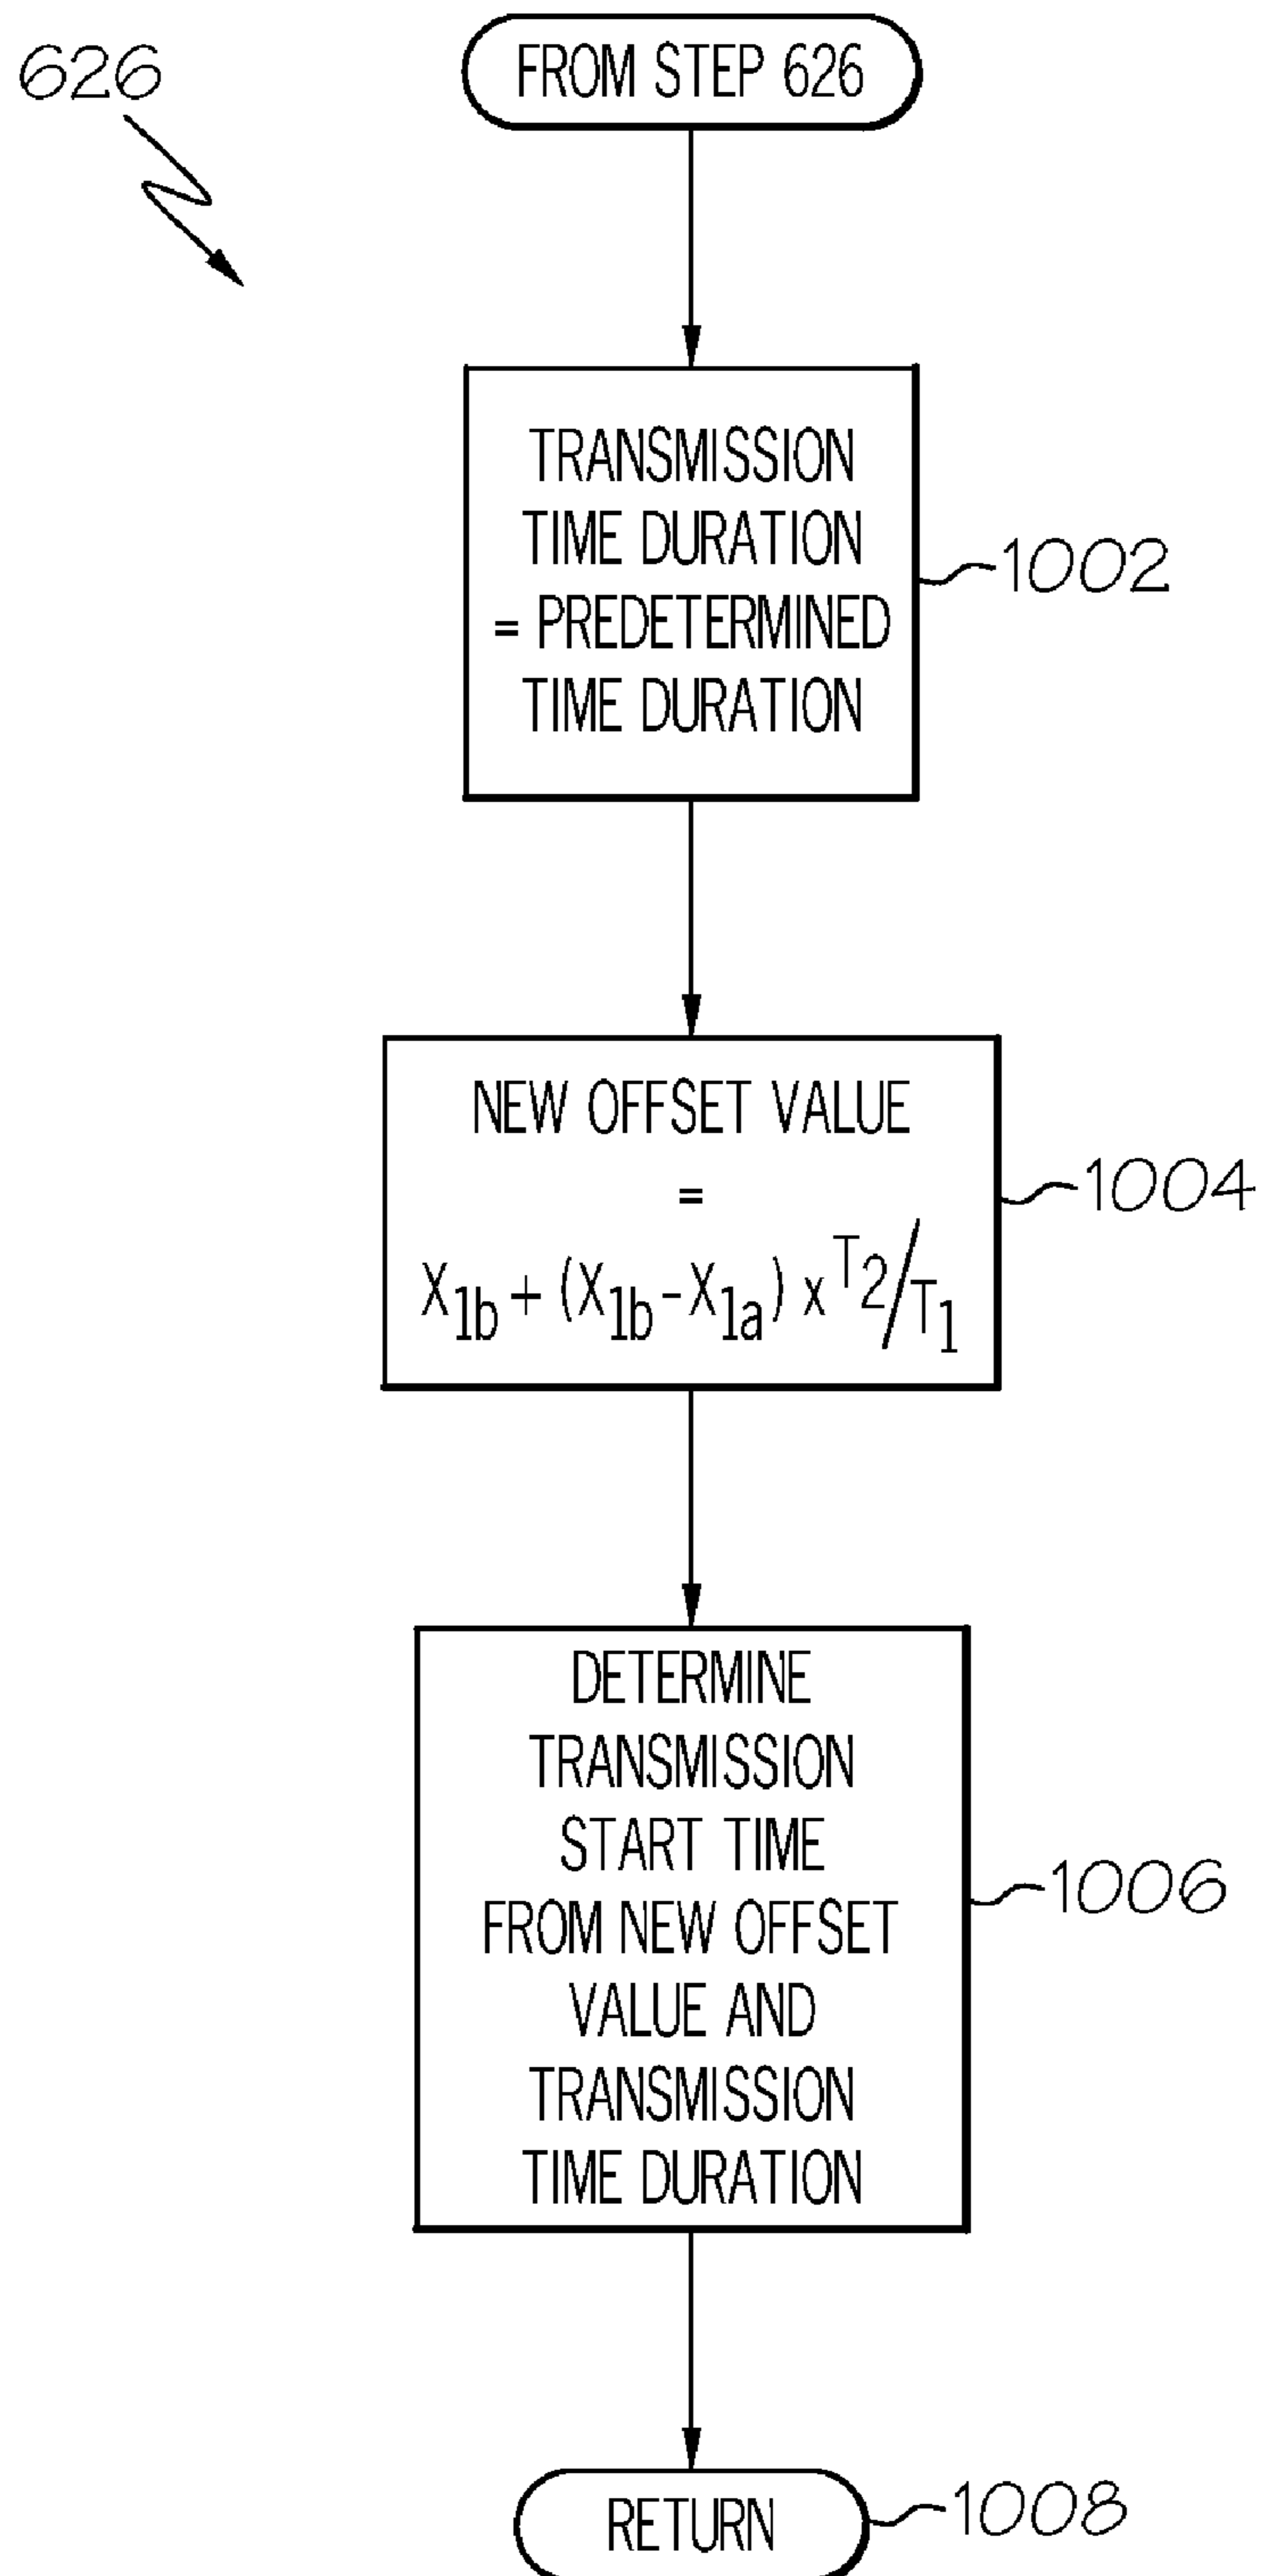 626
FROM STEP 626
TRANSMISSION
TIME DURATION
= PREDETERMINED
TIME DURATION
1002
NEW OFFSET VALUE
=
X1b + (X1b - X1a) x T2/T1
1004
DETERMINE
TRANSMISSION
START TIME
FROM NEW OFFSET
VALUE AND
TRANSMISSION
TIME DURATION
1006
RETURN
1008